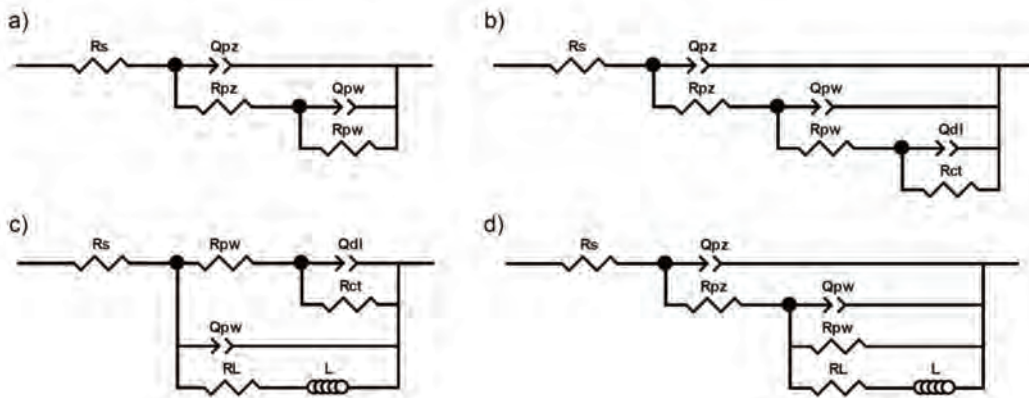 a)
Rs Qpz
Rpz Qpw
Rpw
b)
Rs Qpz
Rpz Qpw
Rpw Qdl
Rct
c)
Rs Rpw Qdl
Rct
Qpw
RL L
d)
Rs Qpz
Rpz Qpw
Rpw
RL L